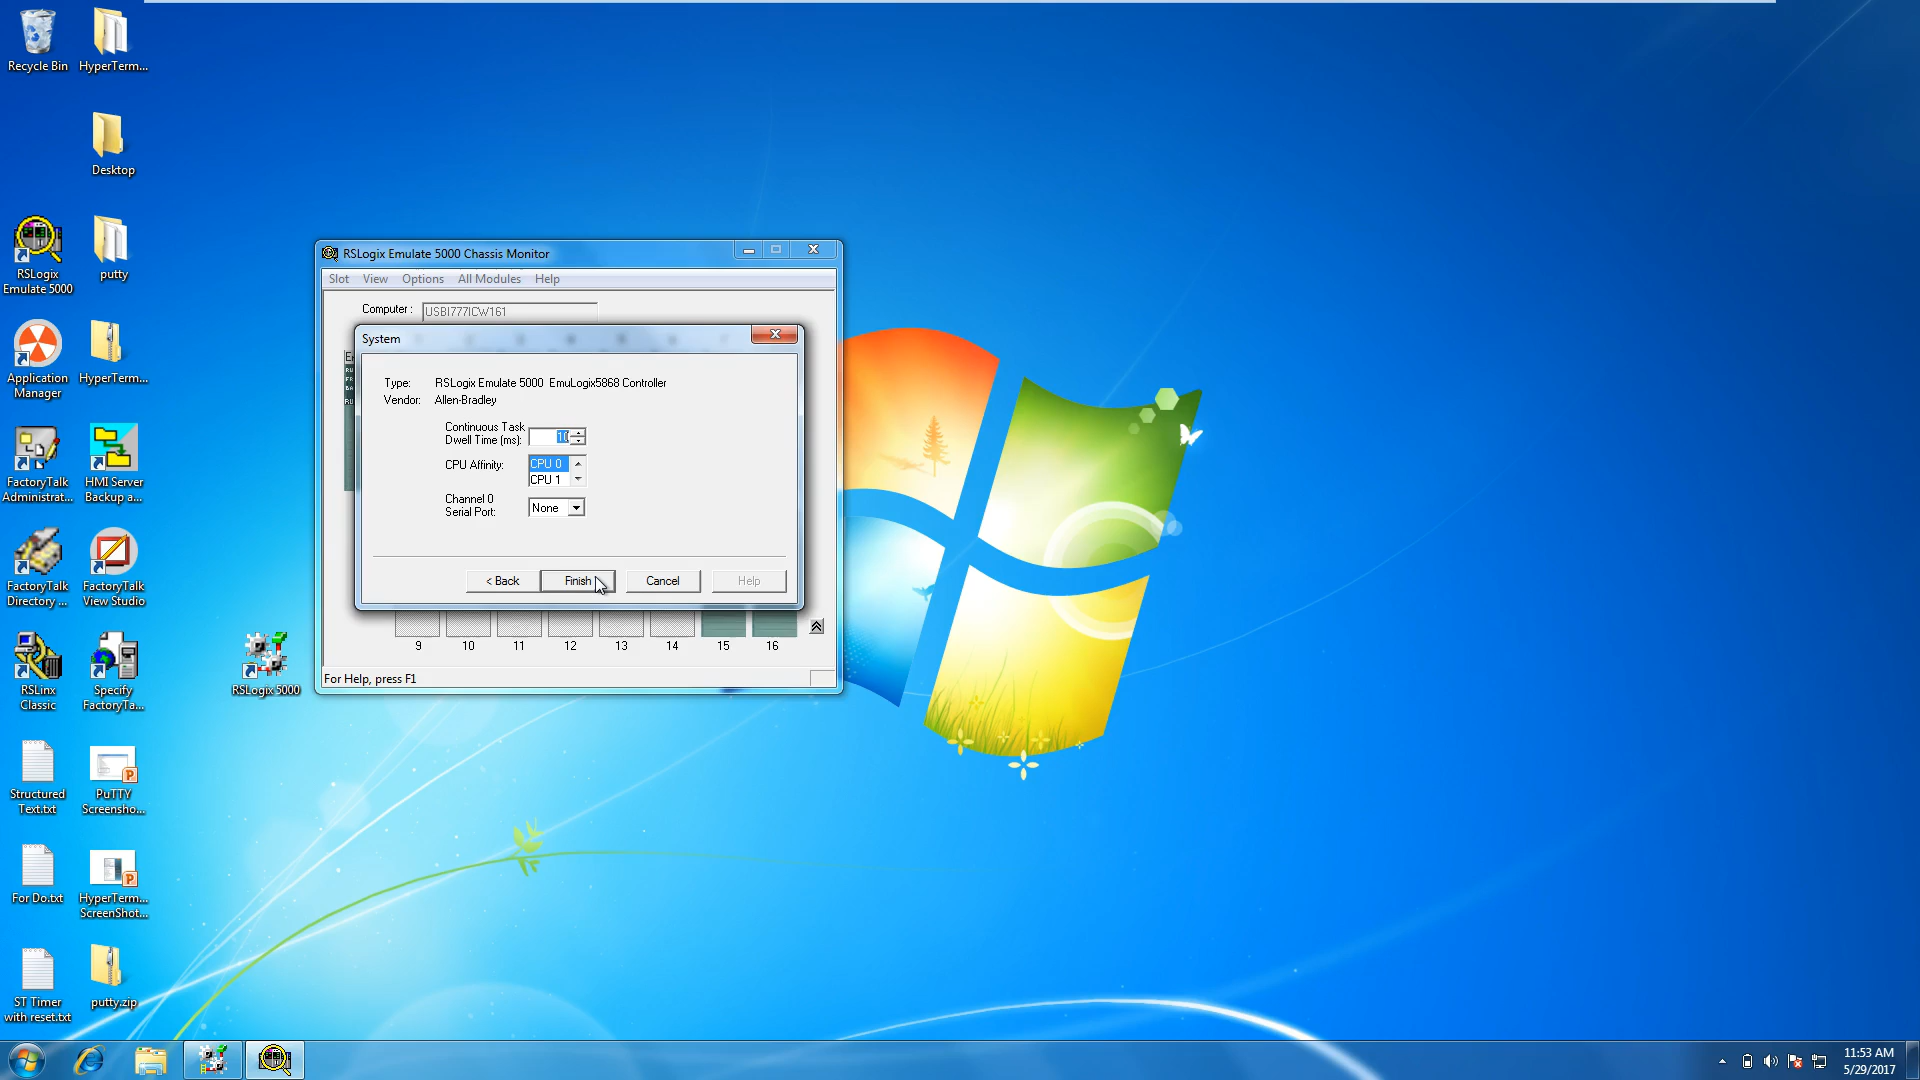 Recycle Bin
HyperTerm...
Desktop
RSLogix
Emulate 5000
putty
Application
Manager
HyperTerm...
FactoryTalk
Administrat...
HMI Server
Backup a...
FactoryTalk
Directory ...
FactoryTalk
View Studio
RSLinx
Classic
Specify
FactoryTa...
RSLogix 5000
Structured
Text.txt
PuTTY
Screensho...
For Do.txt
HyperTerm...
ScreenShot...
ST Timer
with reset.txt
putty.zip
RSLogix Emulate 5000 Chassis Monitor
Slot View Options All Modules Help
Computer : USBI777ICW161
System
Type: RSLogix Emulate 5000 EmuLogix5868 Controller
Vendor: Allen-Bradley
Continuous Task
Dwell Time (ms): 10
CPU Affinity: CPU 0
CPU 1
Channel 0
Serial Port: None
< Back Finish Cancel Help
9 10 11 12 13 14 15 16
For Help, press F1
11:53 AM
5/29/2017